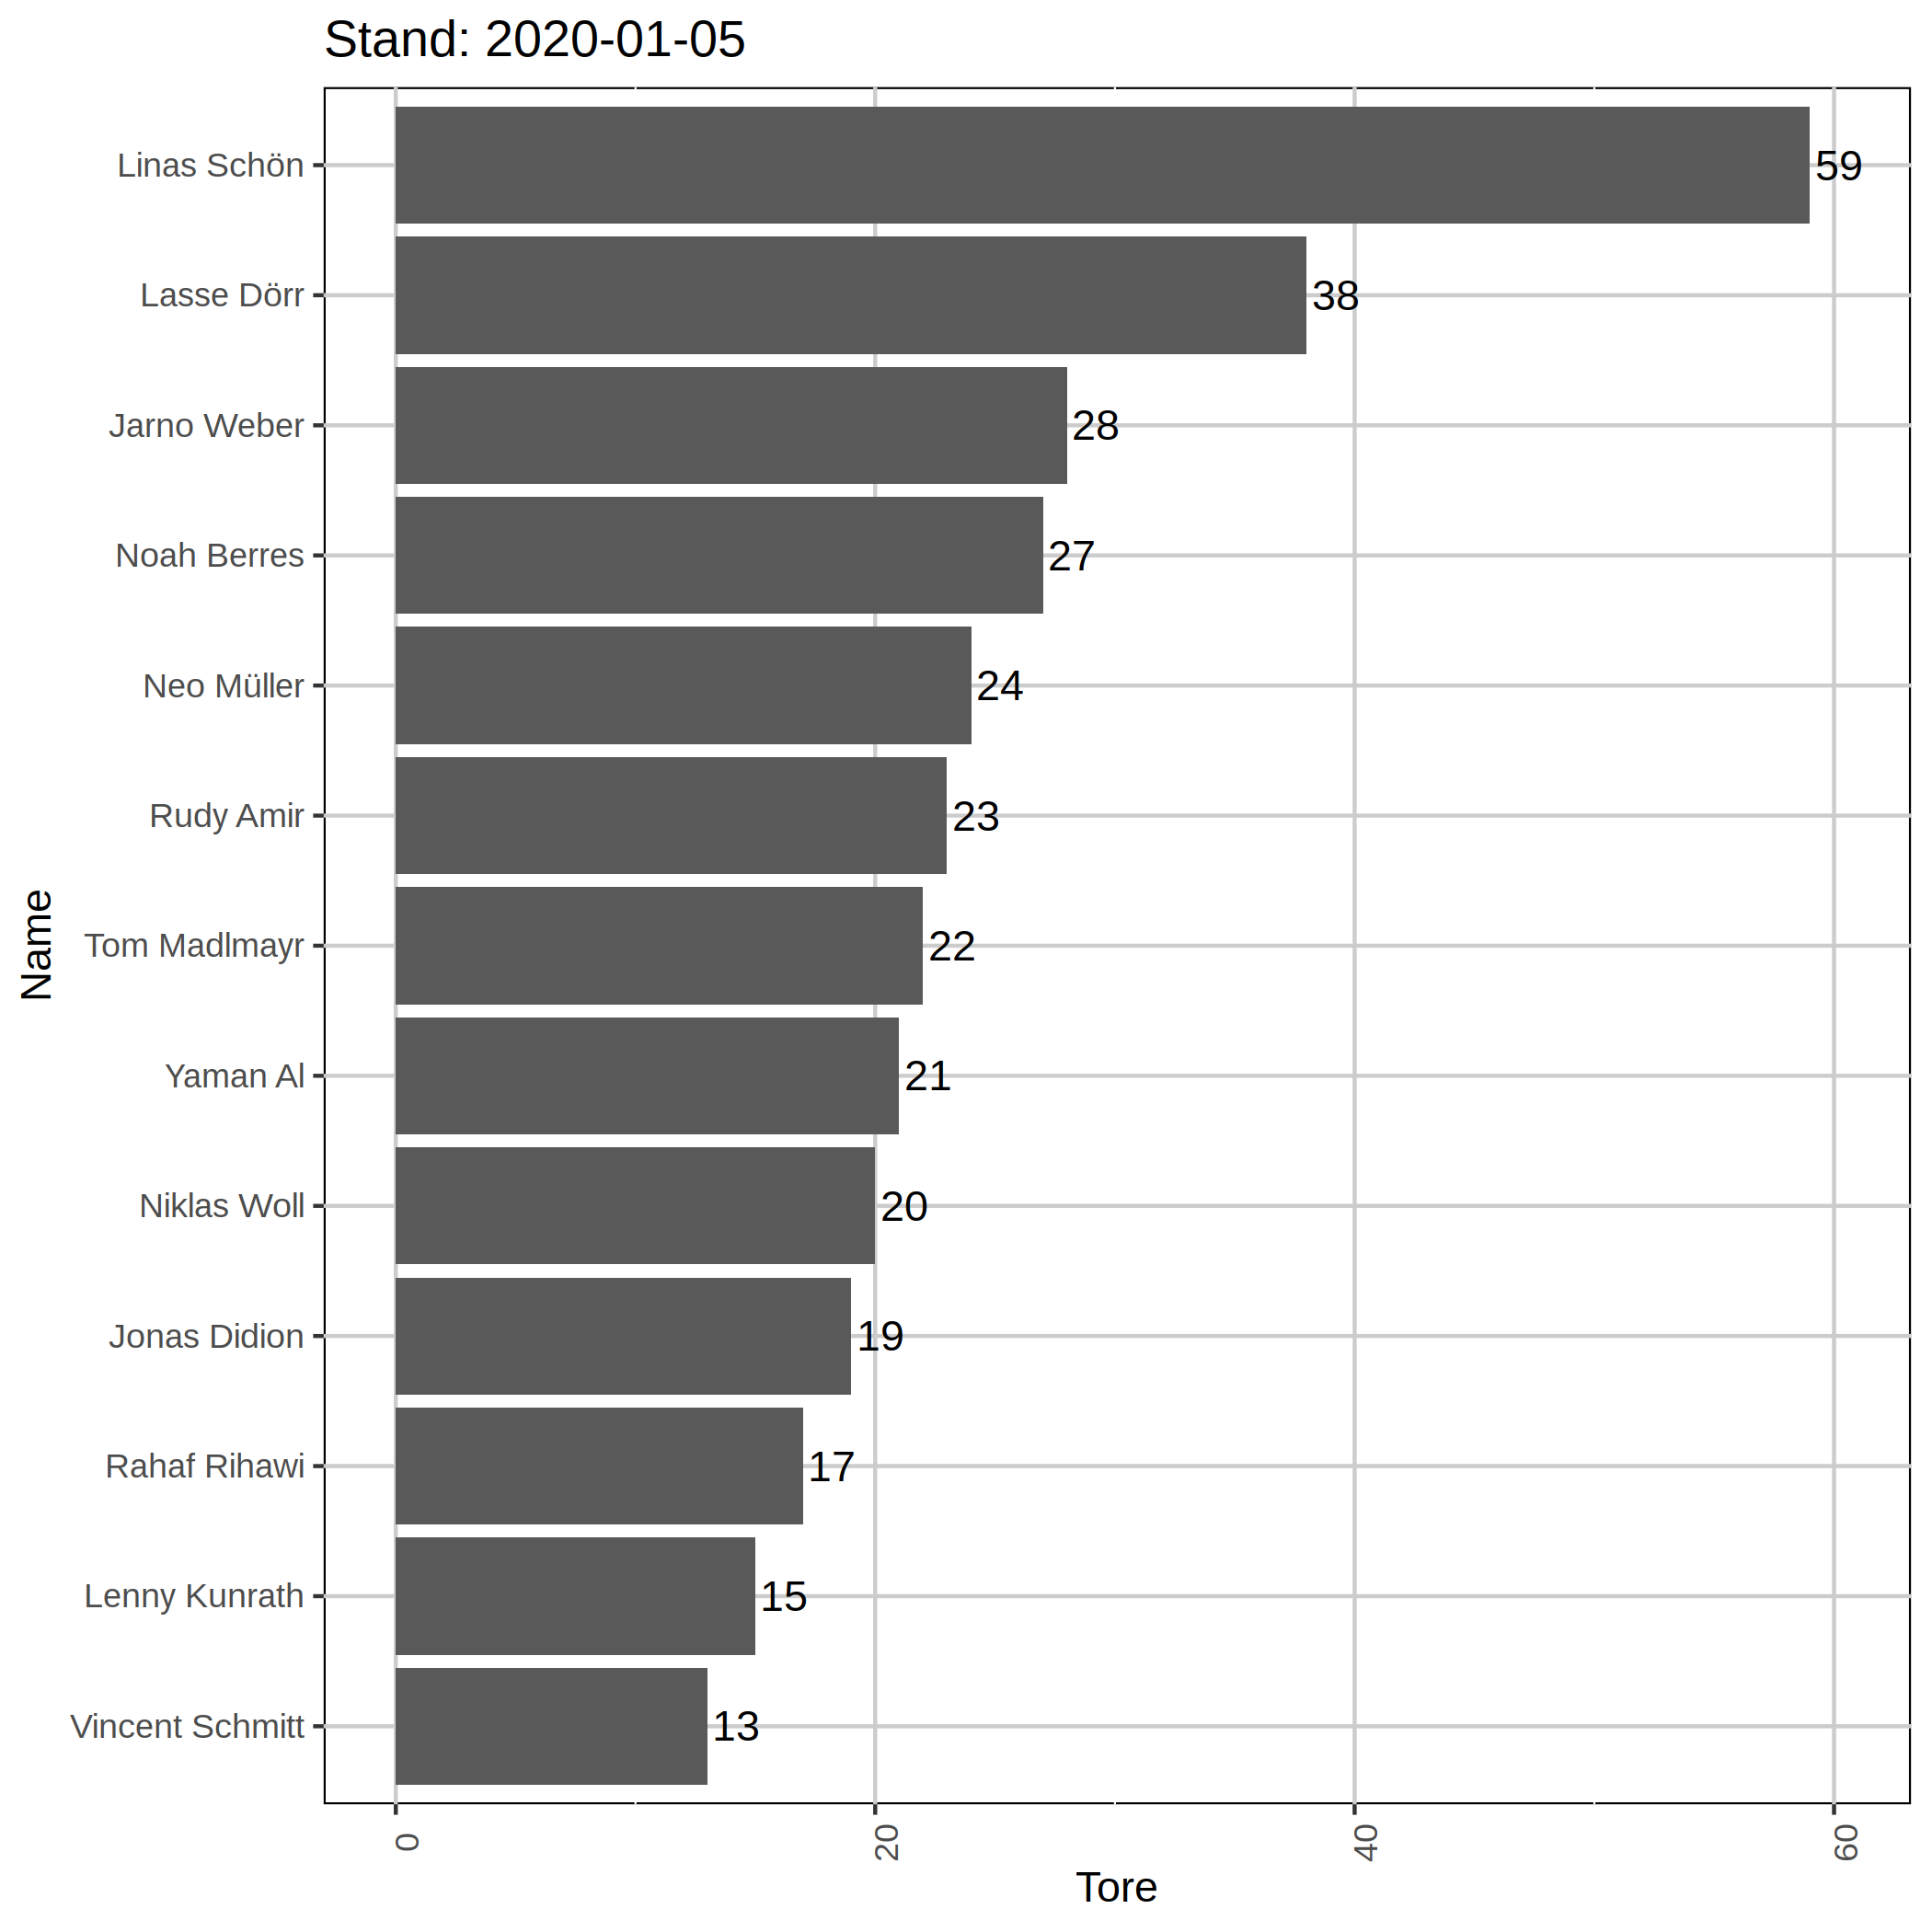 Stand: 2020-01-05
Linas Schön 59
Lasse Dörr 38
Jarno Weber 28
Noah Berres 27
Neo Müller 24
Rudy Amir 23
Tom Madlmayr 22
Yaman Al 21
Niklas Woll 20
Jonas Didion 19
Rahaf Rihawi 17
Lenny Kunrath 15
Vincent Schmitt 13
Name
0 20 40 60
Tore